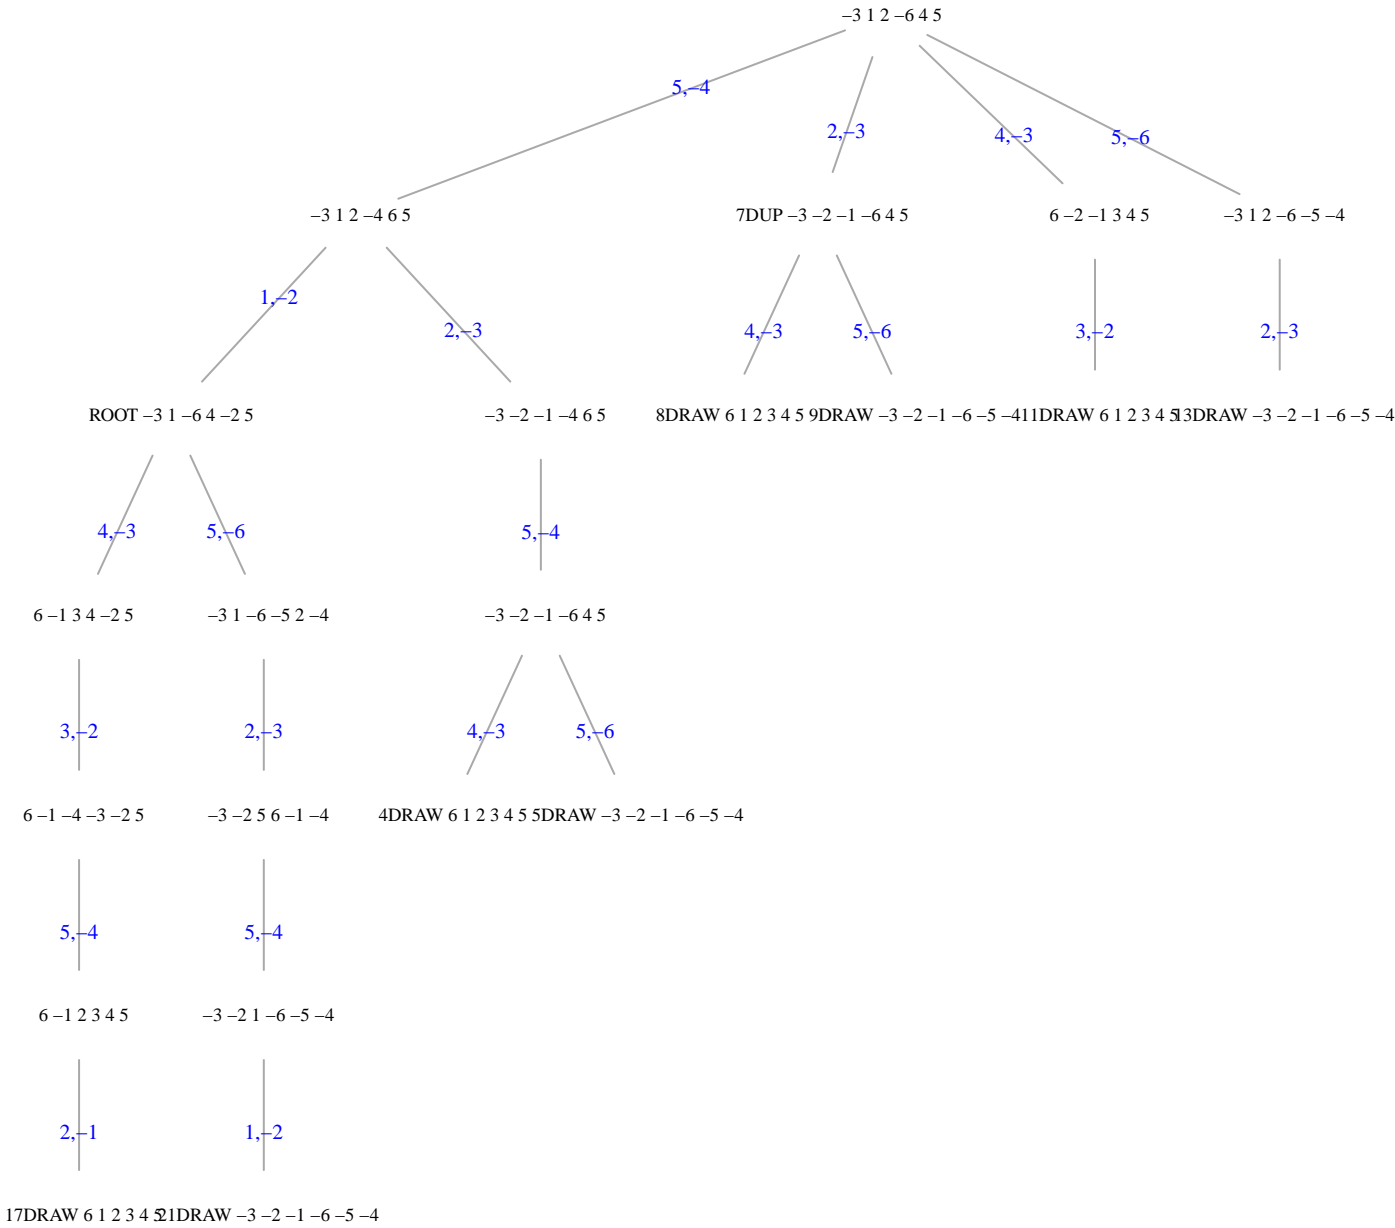 –3 1 2 –6 4 5
5,–4
2,–3
4,–3
5,–6
–3 1 2 –4 6 5
7DUP –3 –2 –1 –6 4 5
6 –2 –1 3 4 5
–3 1 2 –6 –5 –4
1,–2
2,–3
4,–3
5,–6
3,–2
2,–3
ROOT –3 1 –6 4 –2 5
–3 –2 –1 –4 6 5
8DRAW 6 1 2 3 4 5
9DRAW –3 –2 –1 –6 –5 –4
11DRAW 6 1 2 3 4 5
13DRAW –3 –2 –1 –6 –5 –4
4,–3
5,–6
5,–4
6 –1 3 4 –2 5
–3 1 –6 –5 2 –4
–3 –2 –1 –6 4 5
3,–2
2,–3
4,–3
5,–6
6 –1 –4 –3 –2 5
–3 –2 5 6 –1 –4
4DRAW 6 1 2 3 4 5
5DRAW –3 –2 –1 –6 –5 –4
5,–4
5,–4
6 –1 2 3 4 5
–3 –2 1 –6 –5 –4
2,–1
1,–2
17DRAW 6 1 2 3 4 5
21DRAW –3 –2 –1 –6 –5 –4